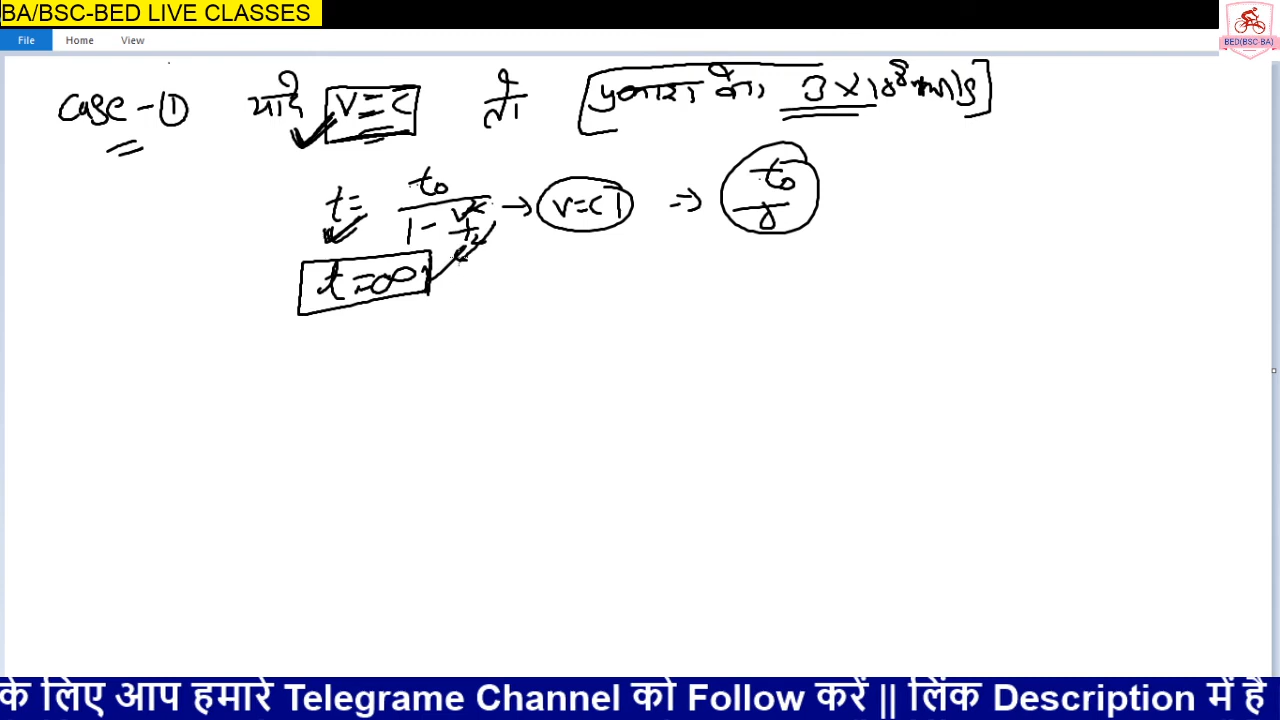 BA/BSC-BED LIVE CLASSES
BED(BSC-BA)
File Home View
case - ① यदि v = c तो [प्रकाश का 3 × 10⁸ m/s]
t = t₀ / 1 - v²/c² → v = c ⇒ t₀/0
t = ∞
के लिए आप हमारे Telegrame Channel को Follow करें || लिंक Description में है